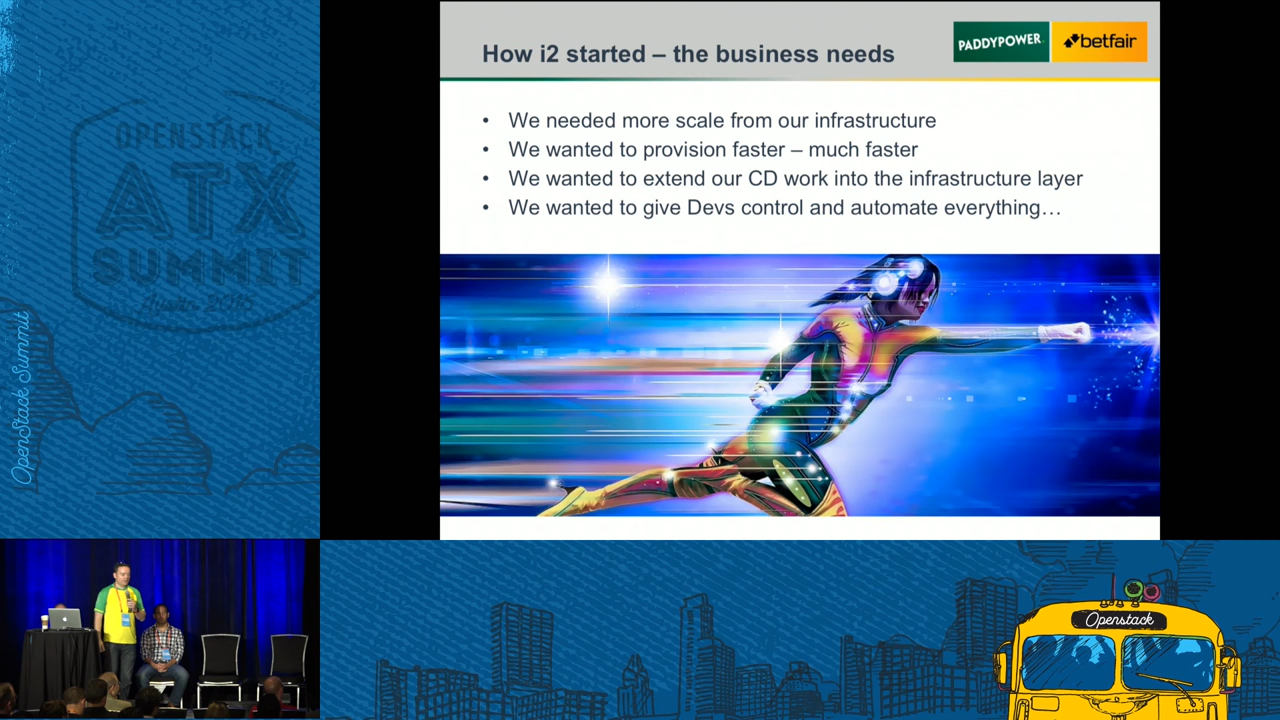 How i2 started – the business needs
PADDYPOWER.
betfair
• We needed more scale from our infrastructure
• We wanted to provision faster – much faster
• We wanted to extend our CD work into the infrastructure layer
• We wanted to give Devs control and automate everything…
OPENSTACK
ATX
SUMMIT
OpenStack Summit
Openstack